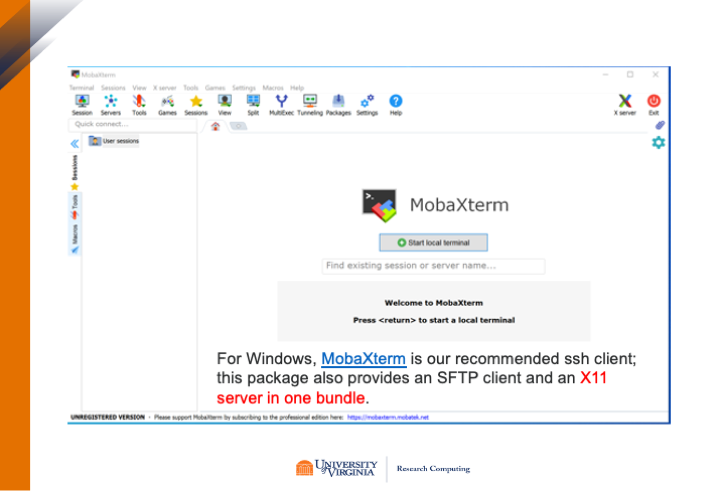 MobaXterm
Terminal Sessions View X server Tools Games Settings Macros Help
Session Servers Tools Games Sessions View Split MultiExec Tunneling Packages Settings Help X server Exit
Quick connect...
User sessions
Sessions
Tools
Macros
>_
MobaXterm
Start local terminal
Find existing session or server name...
Welcome to MobaXterm
Press <return> to start a local terminal
For Windows, MobaXterm is our recommended ssh client;
this package also provides an SFTP client and an X11
server in one bundle.
UNREGISTERED VERSION - Please support MobaXterm by subscribing to the professional edition here: https://mobaxterm.mobatek.net
UNIVERSITY
of VIRGINIA
Research Computing